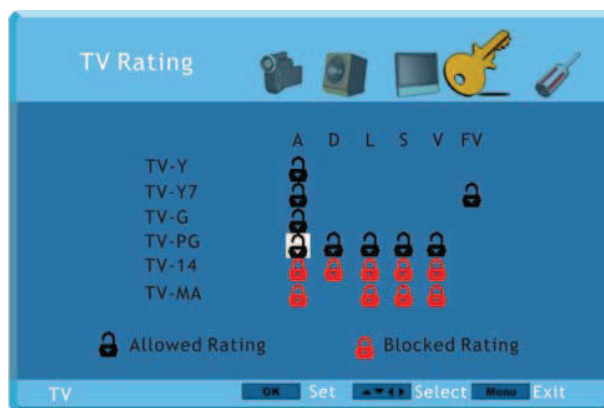 TV Rating
A D L S V FV
TV-Y
TV-Y7
TV-G
TV-PG
TV-14
TV-MA
Allowed Rating Blocked Rating
TV OK Set Select Menu Exit